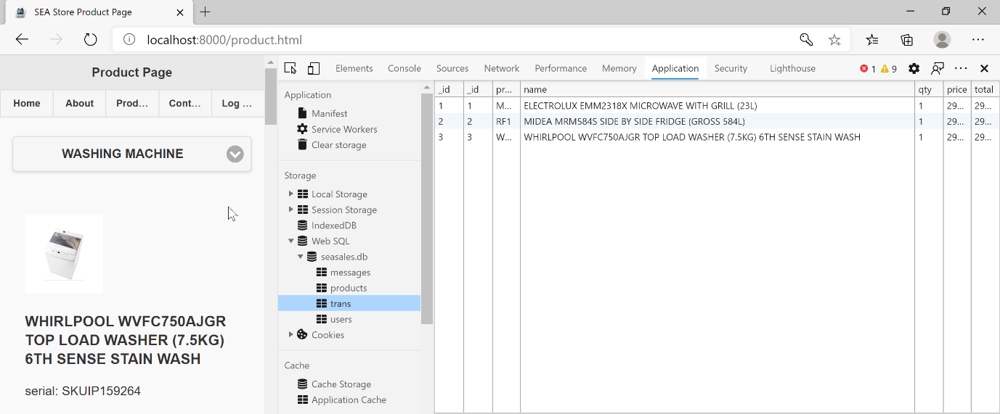 SEA Store Product Page
localhost:8000/product.html
Product Page
Home About Prod... Cont... Log ...
WASHING MACHINE
WHIRLPOOL WVFC750AJGR
TOP LOAD WASHER (7.5KG)
6TH SENSE STAIN WASH
serial: SKUIP159264
Elements Console Sources Network Performance Memory Application Security Lighthouse 1 9
Application
Manifest
Service Workers
Clear storage
Storage
Local Storage
Session Storage
IndexedDB
Web SQL
seasales.db
messages
products
trans
users
Cookies
Cache
Cache Storage
Application Cache
_id _id pr... name qty price total
1 1 M... ELECTROLUX EMM2318X MICROWAVE WITH GRILL (23L) 1 29... 29...
2 2 RF1 MIDEA MRM584S SIDE BY SIDE FRIDGE (GROSS 584L) 1 29... 29...
3 3 W... WHIRLPOOL WVFC750AJGR TOP LOAD WASHER (7.5KG) 6TH SENSE STAIN WASH 1 29... 29...